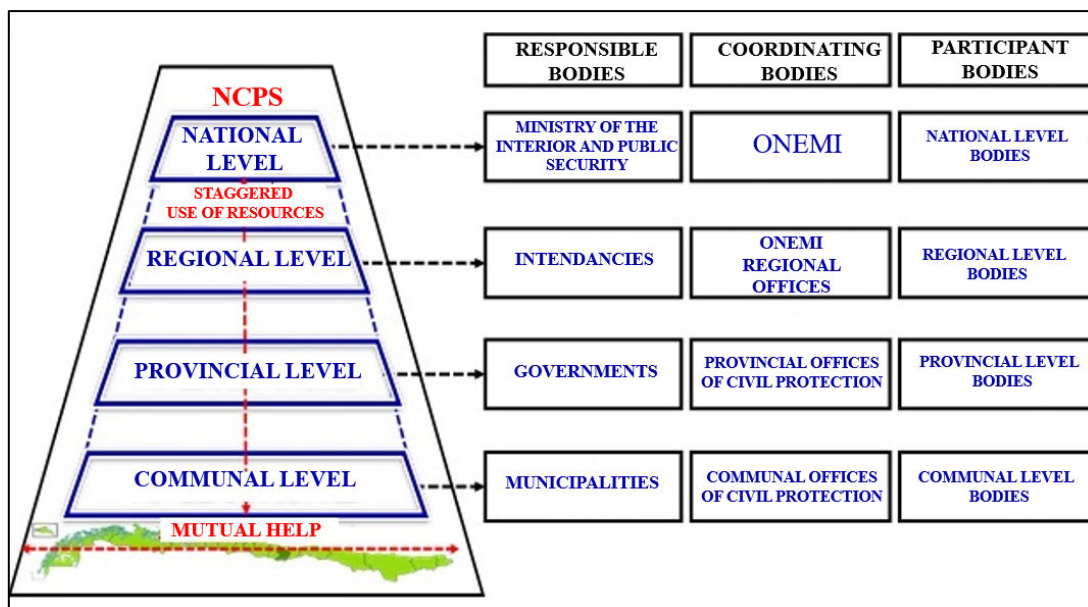 RESPONSIBLE
BODIES
COORDINATING
BODIES
PARTICIPANT
BODIES
NCPS
NATIONAL
LEVEL
MINISTRY OF THE
INTERIOR AND PUBLIC
SECURITY
ONEMI
NATIONAL LEVEL
BODIES
STAGGERED
USE OF RESOURCES
REGIONAL LEVEL
INTENDANCIES
ONEMI
REGIONAL
OFFICES
REGIONAL LEVEL
BODIES
PROVINCIAL LEVEL
GOVERNMENTS
PROVINCIAL OFFICES
OF CIVIL PROTECTION
PROVINCIAL LEVEL
BODIES
COMMUNAL LEVEL
MUNICIPALITIES
COMMUNAL OFFICES
OF CIVIL PROTECTION
COMMUNAL LEVEL
BODIES
MUTUAL HELP